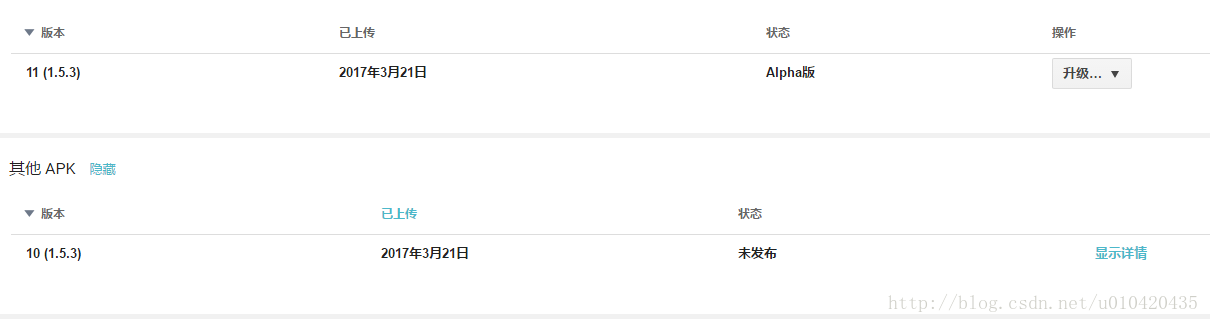 版本 已上传 状态 操作
11 (1.5.3) 2017年3月21日 Alpha版 升级...
其他 APK 隐藏
版本 已上传 状态
10 (1.5.3) 2017年3月21日 未发布 显示详情
http://blog.csdn.net/u010420435